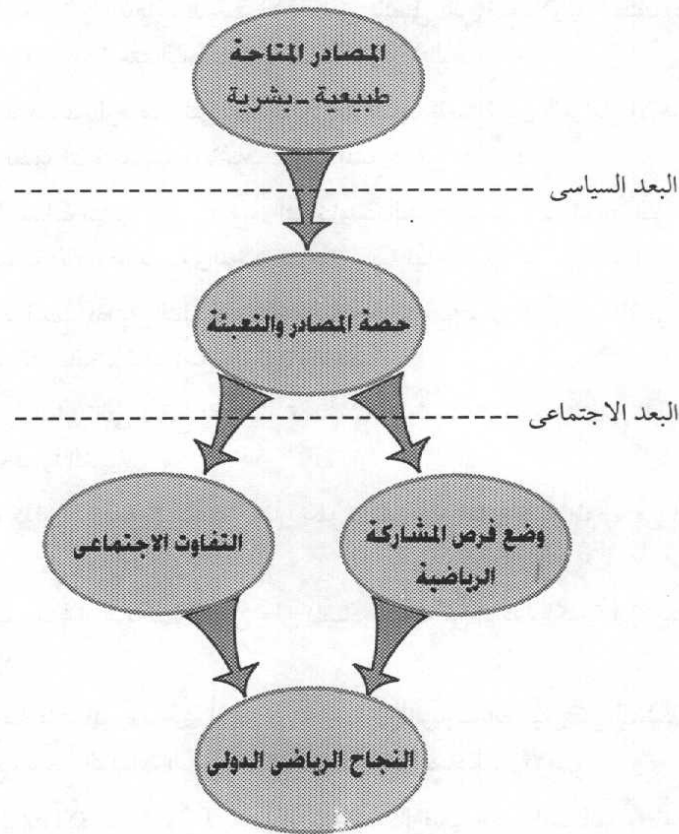 المصادر المتاحة
طبيعية - بشرية
البعد السياسى
حصة المصادر والتعبئة
البعد الاجتماعى
وضع فرص المشاركة
الرياضية
التفاوت الاجتماعى
النجاح الرياضى الدولى